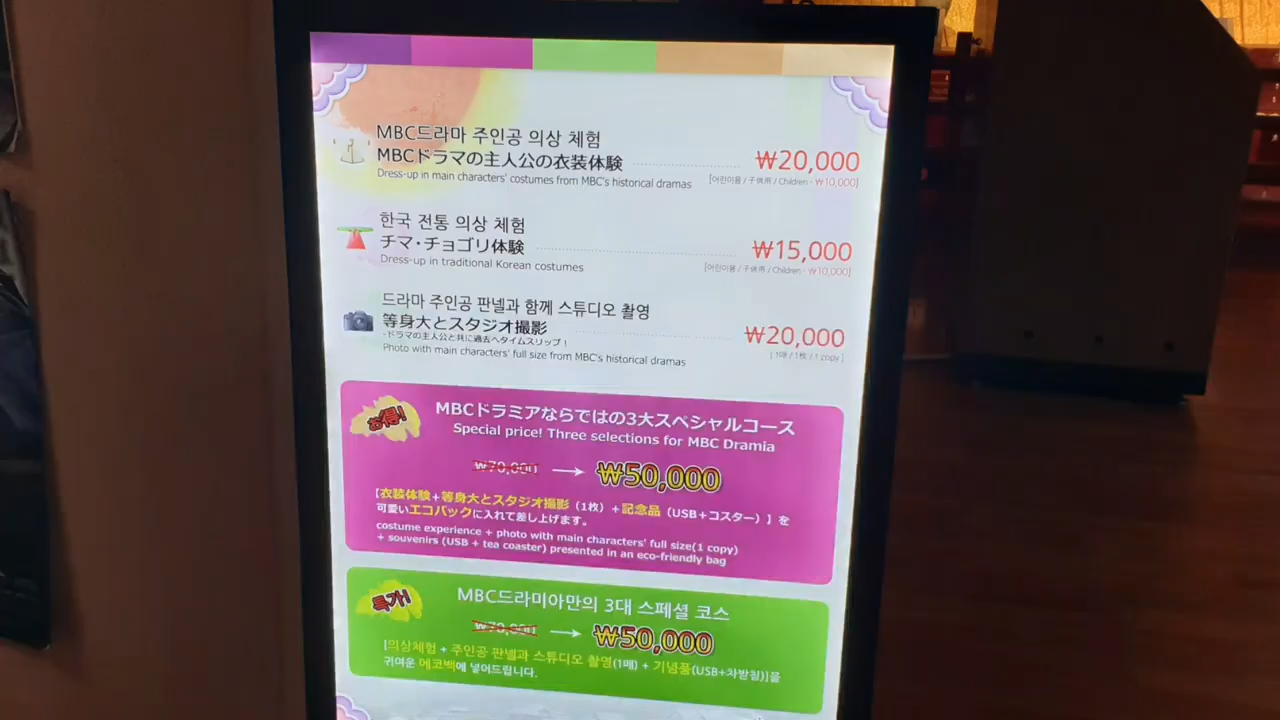 MBC드라마 주인공 의상 체험
MBCドラマの主人公の衣装体験
₩20,000
Dress-up in main characters' costumes from MBC's historical dramas
[어린이용 / 子供用 / Children - ₩10,000]
한국 전통 의상 체험
チマ・チョゴリ体験
₩15,000
Dress-up in traditional Korean costumes
[어린이용 / 子供用 / Children - ₩10,000]
드라마 주인공 판넬과 함께 스튜디오 촬영
等身大とスタジオ撮影
₩20,000
-ドラマの主人公と共に過去へタイムスリップ!
[1매 / 1枚 / 1 copy]
Photo with main characters' full size from MBC's historical dramas
お得!
MBCドラミアならではの3大スペシャルコース
Special price! Three selections for MBC Dramia
₩70,000 → ₩50,000
【衣装体験+等身大とスタジオ撮影（1枚）+記念品（USB+コスター）】を
可愛いエコバックに入れて差し上げます。
costume experience + photo with main characters' full size(1 copy)
+ souvenirs (USB + tea coaster) presented in an eco-friendly bag
특가!
MBC드라미아만의 3대 스페셜 코스
₩70,000 → ₩50,000
[의상체험 + 주인공 판넬과 스튜디오 촬영(1매) + 기념품(USB+차받침)]을
귀여운 에코백에 넣어드립니다.